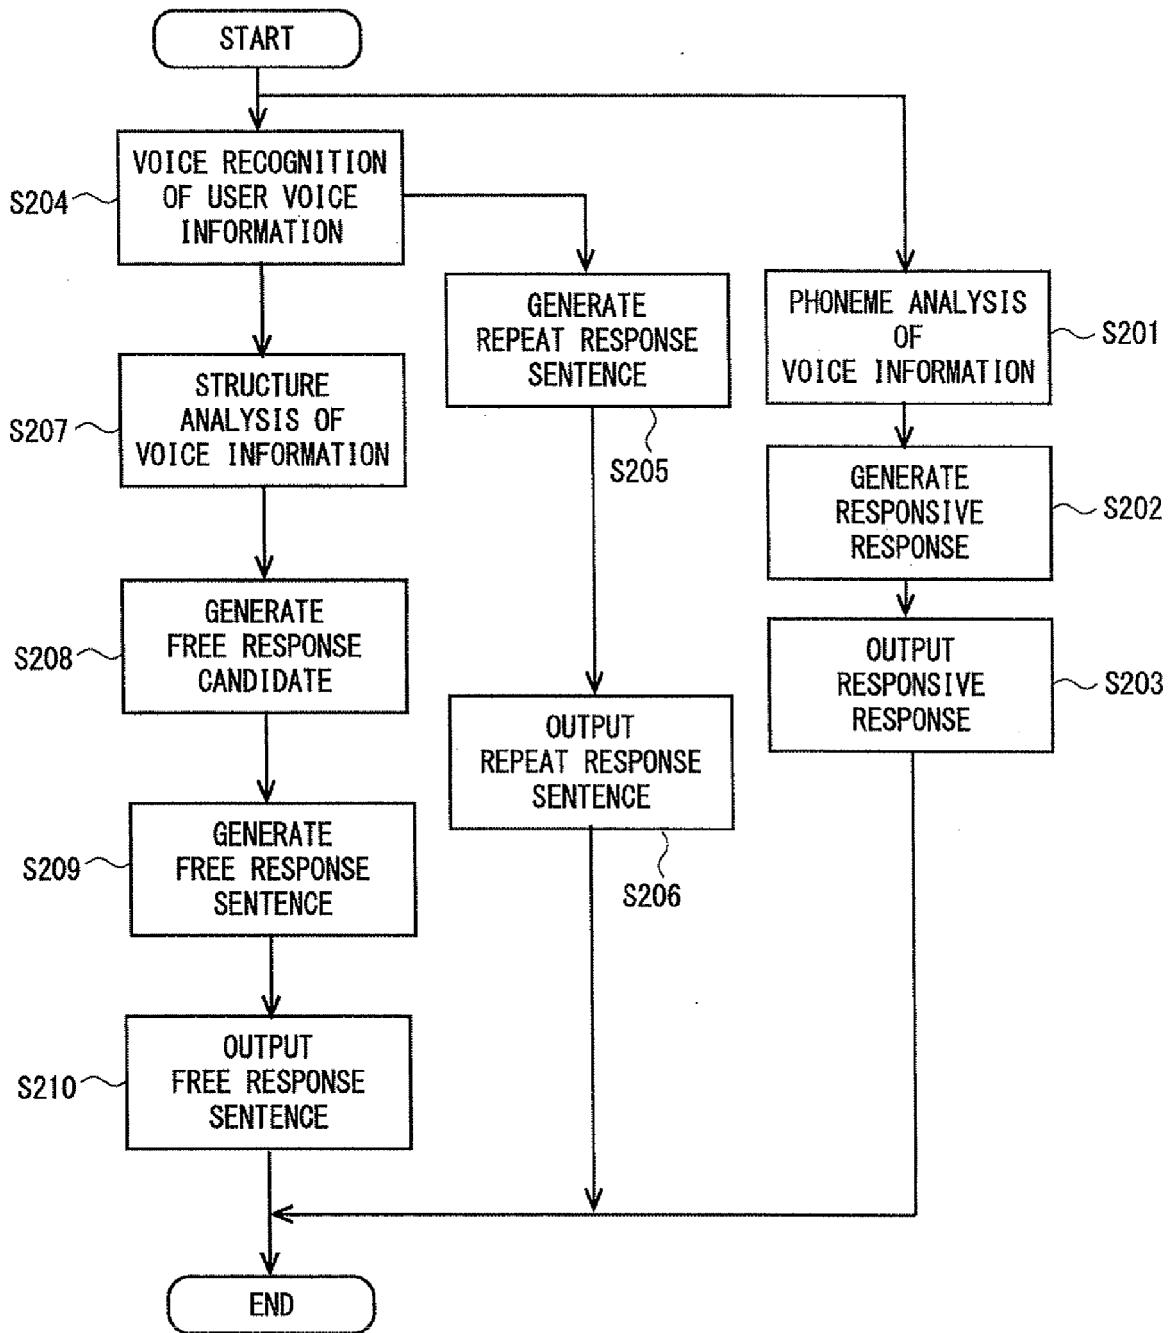 START
VOICE RECOGNITION
OF USER VOICE
INFORMATION
S204
GENERATE
REPEAT RESPONSE
SENTENCE
S205
PHONEME ANALYSIS
OF
VOICE INFORMATION
S201
STRUCTURE
ANALYSIS OF
VOICE INFORMATION
S207
GENERATE
RESPONSIVE
RESPONSE
S202
GENERATE
FREE RESPONSE
CANDIDATE
S208
OUTPUT
RESPONSIVE
RESPONSE
S203
OUTPUT
REPEAT RESPONSE
SENTENCE
S206
GENERATE
FREE RESPONSE
SENTENCE
S209
OUTPUT
FREE RESPONSE
SENTENCE
S210
END